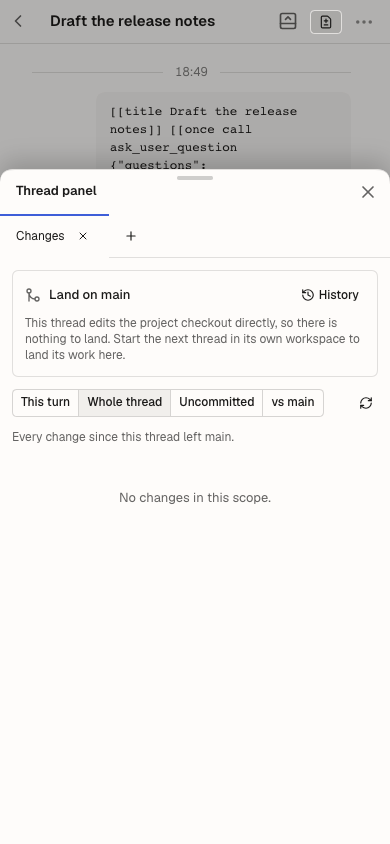 Draft the release notes
18:49
[[title Draft the release
notes]] [[once call
ask_user_question
{"questions":
Thread panel
Changes
Land on main
History
This thread edits the project checkout directly, so there is
nothing to land. Start the next thread in its own workspace to
land its work here.
This turn
Whole thread
Uncommitted
vs main
Every change since this thread left main.
No changes in this scope.